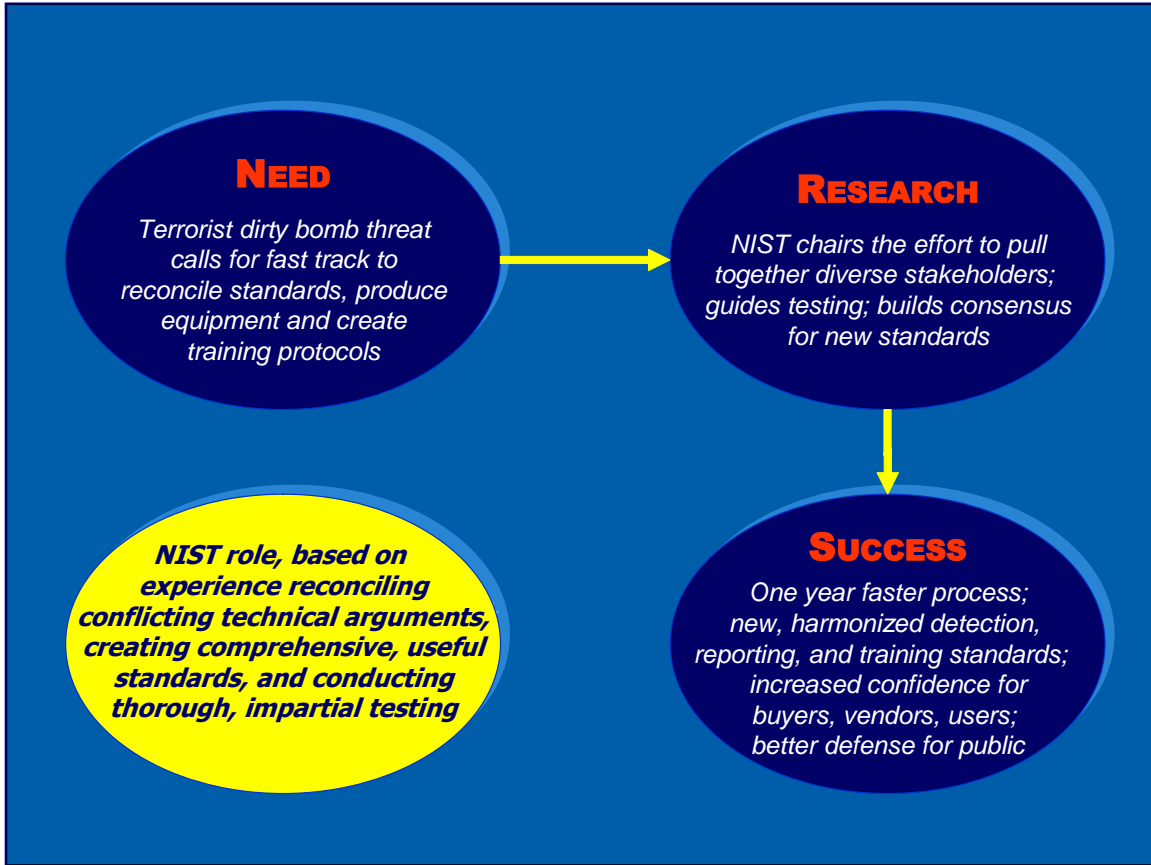 NEED
Terrorist dirty bomb threat
calls for fast track to
reconcile standards, produce
equipment and create
training protocols
RESEARCH
NIST chairs the effort to pull
together diverse stakeholders;
guides testing; builds consensus
for new standards
NIST role, based on
experience reconciling
conflicting technical arguments,
creating comprehensive, useful
standards, and conducting
thorough, impartial testing
SUCCESS
One year faster process;
new, harmonized detection,
reporting, and training standards;
increased confidence for
buyers, vendors, users;
better defense for public